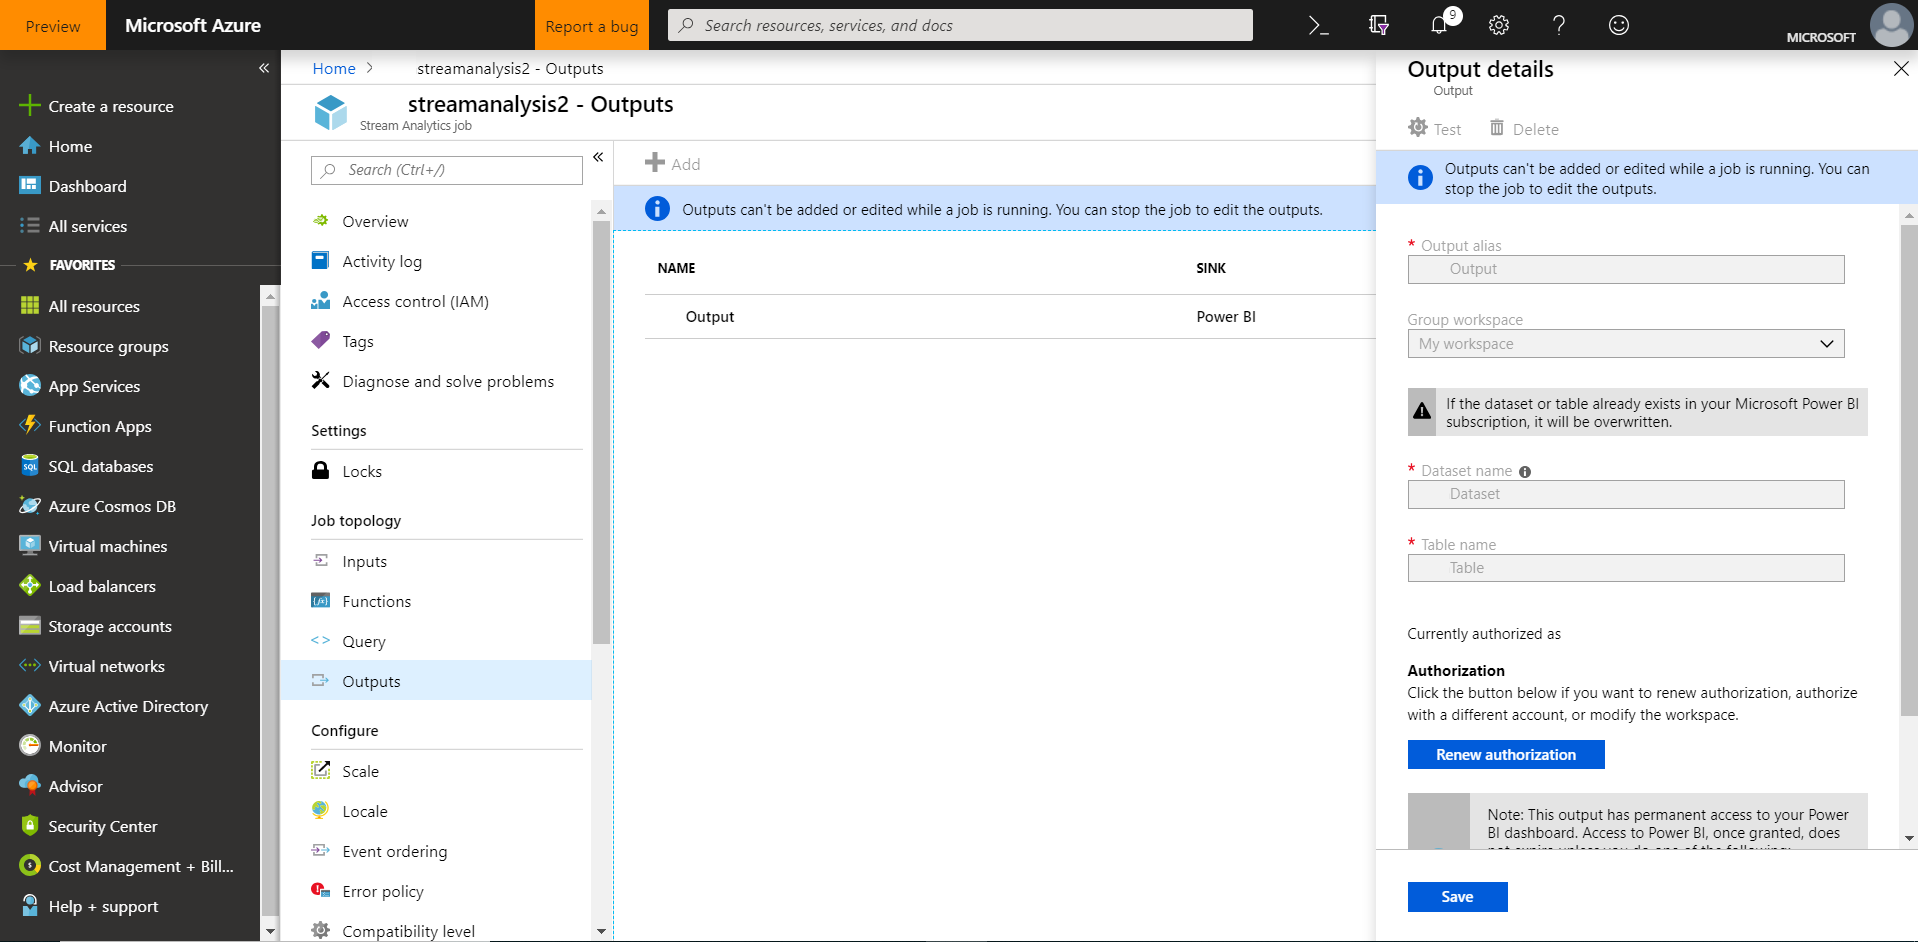 Preview
Microsoft Azure
Report a bug
Search resources, services, and docs
9
MICROSOFT
Create a resource
Home
Dashboard
All services
FAVORITES
All resources
Resource groups
App Services
Function Apps
SQL databases
Azure Cosmos DB
Virtual machines
Load balancers
Storage accounts
Virtual networks
Azure Active Directory
Monitor
Advisor
Security Center
Cost Management + Bill...
Help + support
Home > streamanalysis2 - Outputs
streamanalysis2 - Outputs
Stream Analytics job
Search (Ctrl+/)
Overview
Activity log
Access control (IAM)
Tags
Diagnose and solve problems
Settings
Locks
Job topology
Inputs
Functions
Query
Outputs
Configure
Scale
Locale
Event ordering
Error policy
Compatibility level
Add
Outputs can't be added or edited while a job is running. You can stop the job to edit the outputs.
NAME SINK
Output Power BI
Output details
Output
Test Delete
Outputs can't be added or edited while a job is running. You can
stop the job to edit the outputs.
* Output alias
Output
Group workspace
My workspace
If the dataset or table already exists in your Microsoft Power BI
subscription, it will be overwritten.
* Dataset name
Dataset
* Table name
Table
Currently authorized as
Authorization
Click the button below if you want to renew authorization, authorize
with a different account, or modify the workspace.
Renew authorization
Note: This output has permanent access to your Power
BI dashboard. Access to Power BI, once granted, does
not expire unless you do one of the following:
Save